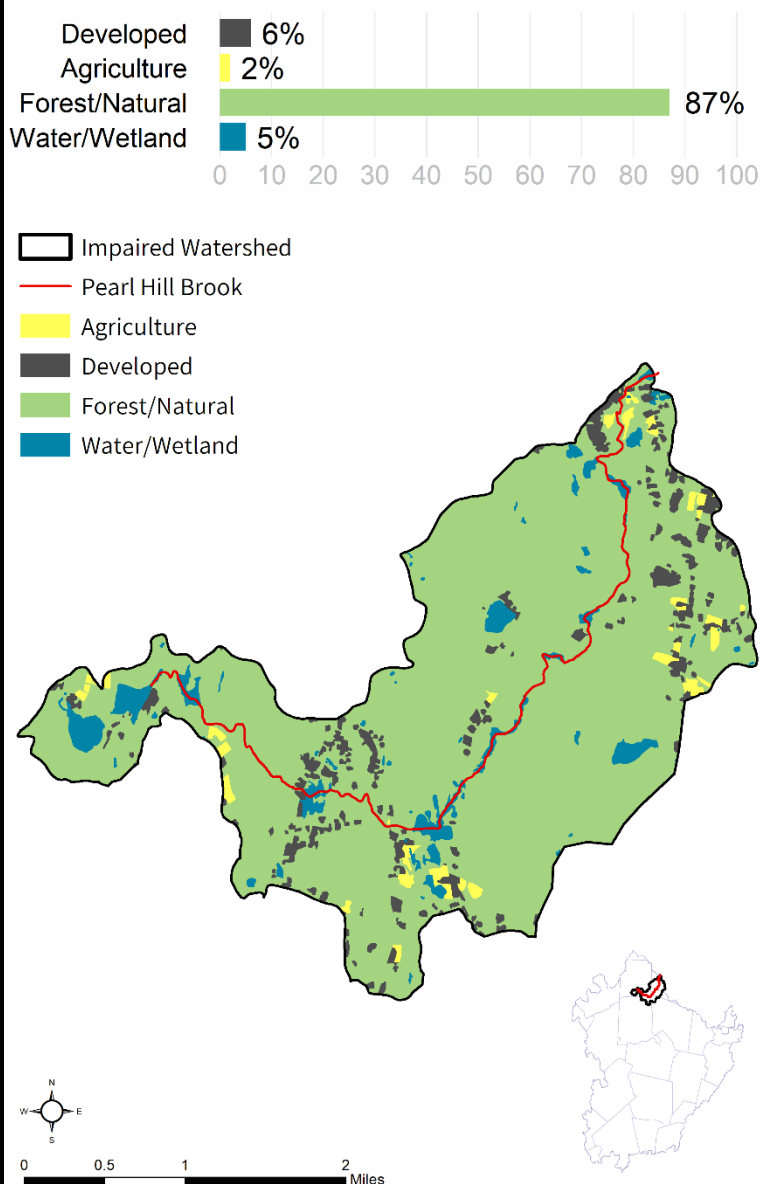 Developed 6%
Agriculture 2%
Forest/Natural 87%
Water/Wetland 5%
0 10 20 30 40 50 60 70 80 90 100
Impaired Watershed
Pearl Hill Brook
Agriculture
Developed
Forest/Natural
Water/Wetland
N
W E
S
0 0.5 1 2
Miles